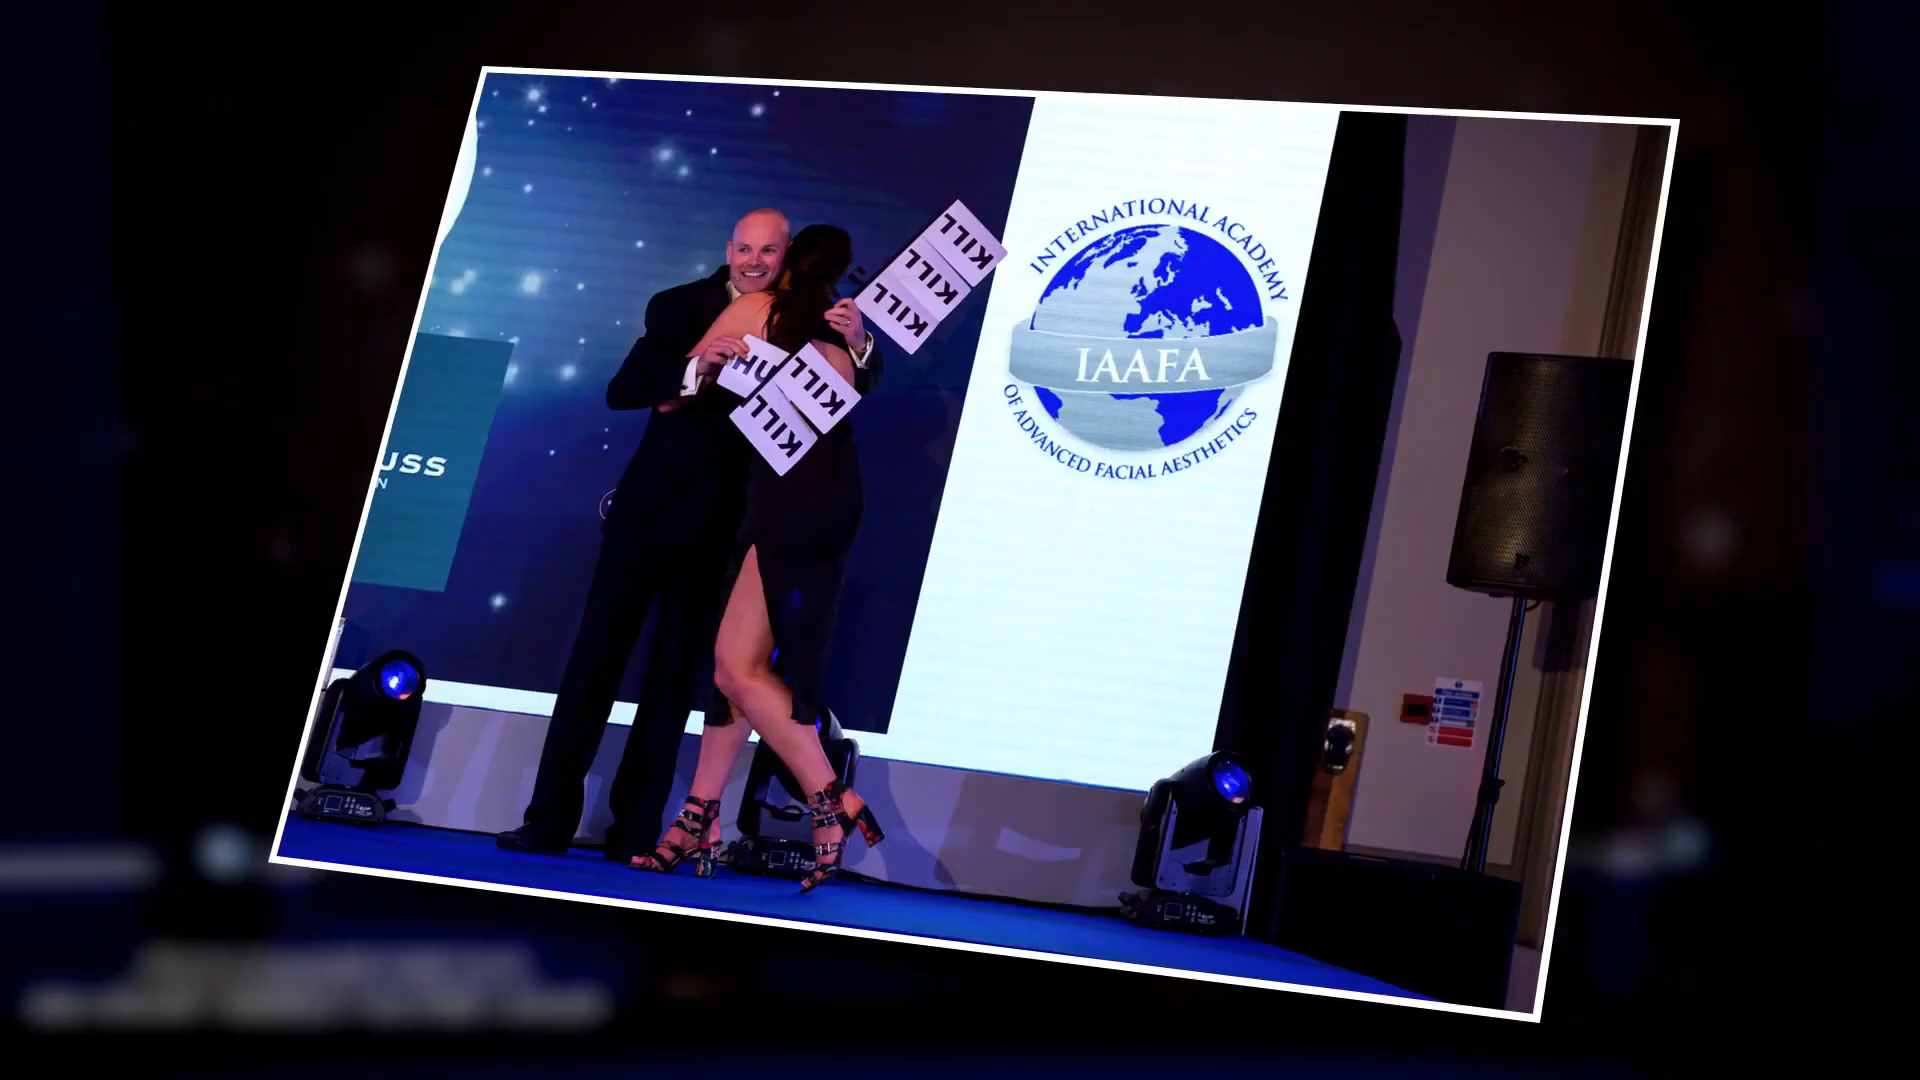 INTERNATIONAL ACADEMY
IAAFA
OF ADVANCED FACIAL AESTHETICS
KILL
KILL
KILL
KILL
KILL
USS
N